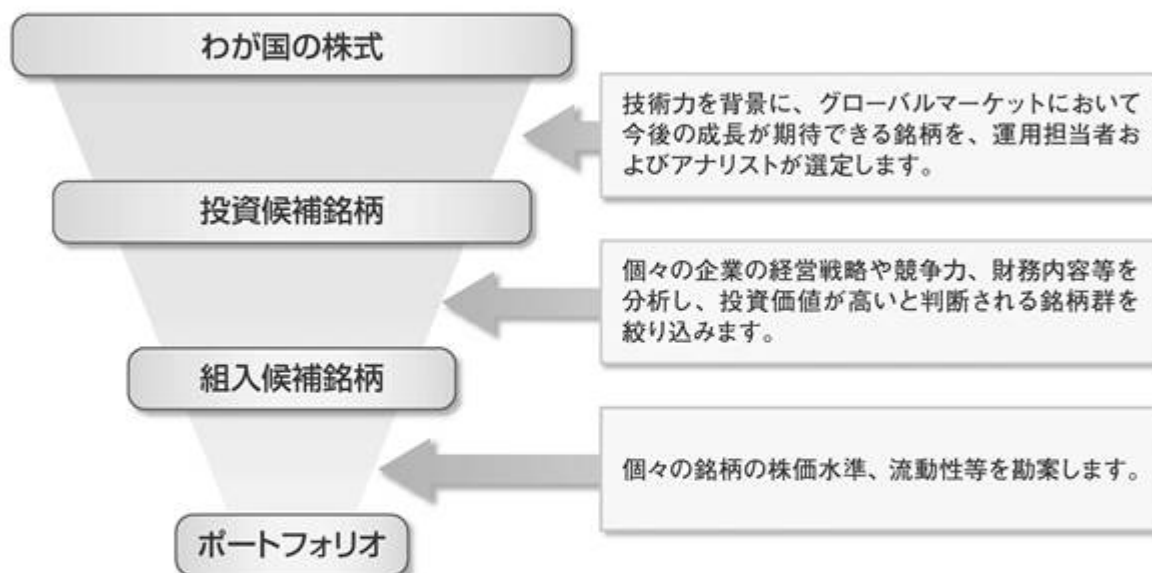 わが国の株式
技術力を背景に、グローバルマーケットにおいて
今後の成長が期待できる銘柄を、運用担当者お
よびアナリストが選定します。
投資候補銘柄
個々の企業の経営戦略や競争力、財務内容等を
分析し、投資価値が高いと判断される銘柄群を
絞り込みます。
組入候補銘柄
個々の銘柄の株価水準、流動性等を勘案します。
ポートフォリオ